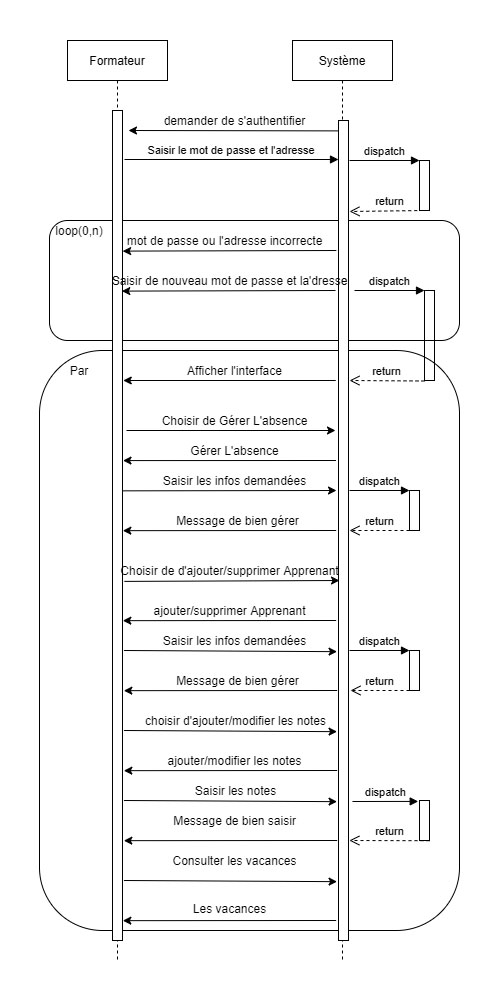 Formateur
Système
demander de s'authentifier
Saisir le mot de passe et l'adresse
dispatch
return
loop(0,n)
mot de passe ou l'adresse incorrecte
Saisir de nouveau mot de passe et la'dresse
dispatch
Par
Afficher l'interface
return
Choisir de Gérer L'absence
Gérer L'absence
Saisir les infos demandées
dispatch
Message de bien gérer
return
Choisir de d'ajouter/supprimer Apprenant
ajouter/supprimer Apprenant
Saisir les infos demandées
dispatch
Message de bien gérer
return
choisir d'ajouter/modifier les notes
ajouter/modifier les notes
Saisir les notes
dispatch
Message de bien saisir
return
Consulter les vacances
Les vacances